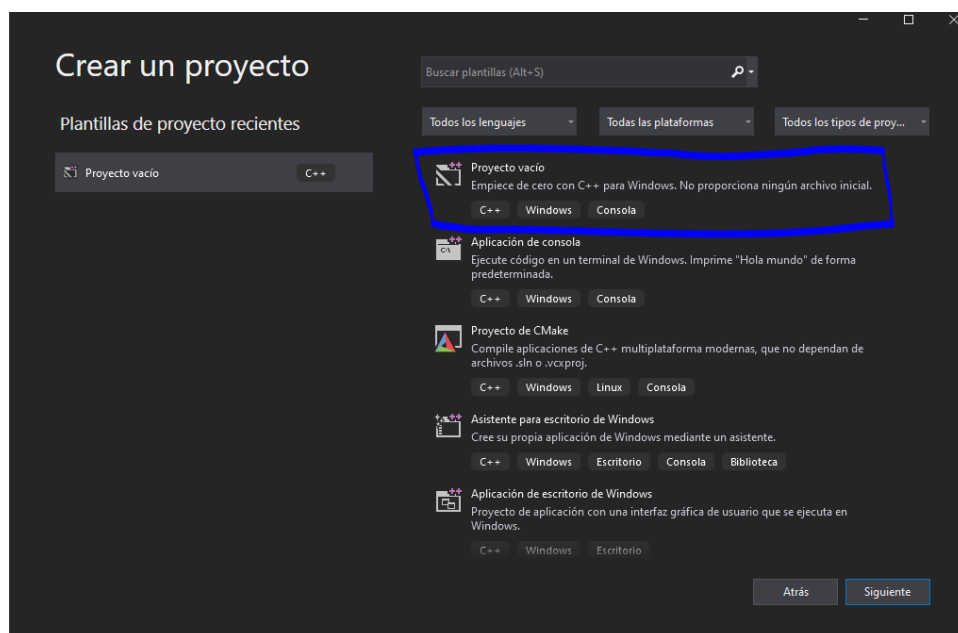 Crear un proyecto
Plantillas de proyecto recientes
Proyecto vacío
C++
Buscar plantillas (Alt+S)
Todos los lenguajes
Todas las plataformas
Todos los tipos de proy...
Proyecto vacío
Empiece de cero con C++ para Windows. No proporciona ningún archivo inicial.
C++ Windows Consola
Aplicación de consola
Ejecute código en un terminal de Windows. Imprime "Hola mundo" de forma
predeterminada.
C++ Windows Consola
Proyecto de CMake
Compile aplicaciones de C++ multiplataforma modernas, que no dependan de
archivos .sln o .vcxproj.
C++ Windows Linux Consola
Asistente para escritorio de Windows
Cree su propia aplicación de Windows mediante un asistente.
C++ Windows Escritorio Consola Biblioteca
Aplicación de escritorio de Windows
Proyecto de aplicación con una interfaz gráfica de usuario que se ejecuta en
Windows.
C++ Windows Escritorio
Atrás
Siguiente